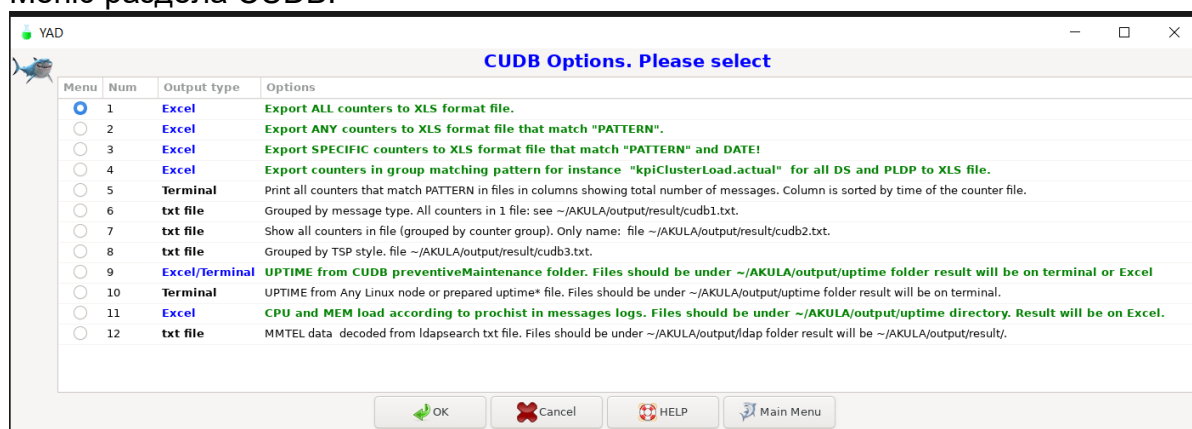 Меню раздела CUDB:
YAD
CUDB Options. Please select
Menu Num Output type Options
1 Excel Export ALL counters to XLS format file.
2 Excel Export ANY counters to XLS format file that match "PATTERN".
3 Excel Export SPECIFIC counters to XLS format file that match "PATTERN" and DATE!
4 Excel Export counters in group matching pattern for instance "kpiClusterLoad.actual" for all DS and PLDP to XLS file.
5 Terminal Print all counters that match PATTERN in files in columns showing total number of messages. Column is sorted by time of the counter file.
6 txt file Grouped by message type. All counters in 1 file: see ~/AKULA/output/result/cudb1.txt.
7 txt file Show all counters in file (grouped by counter group). Only name: file ~/AKULA/output/result/cudb2.txt.
8 txt file Grouped by TSP style. file ~/AKULA/output/result/cudb3.txt.
9 Excel/Terminal UPTIME from CUDB preventiveMaintenance folder. Files should be under ~/AKULA/output/uptime folder result will be on terminal or Excel
10 Terminal UPTIME from Any Linux node or prepared uptime* file. Files should be under ~/AKULA/output/uptime folder result will be on terminal.
11 Excel CPU and MEM load according to prochist in messages logs. Files should be under ~/AKULA/output/uptime directory. Result will be on Excel.
12 txt file MMTEL data decoded from ldapsearch txt file. Files should be under ~/AKULA/output/ldap folder result will be ~/AKULA/output/result/.
OK Cancel HELP Main Menu